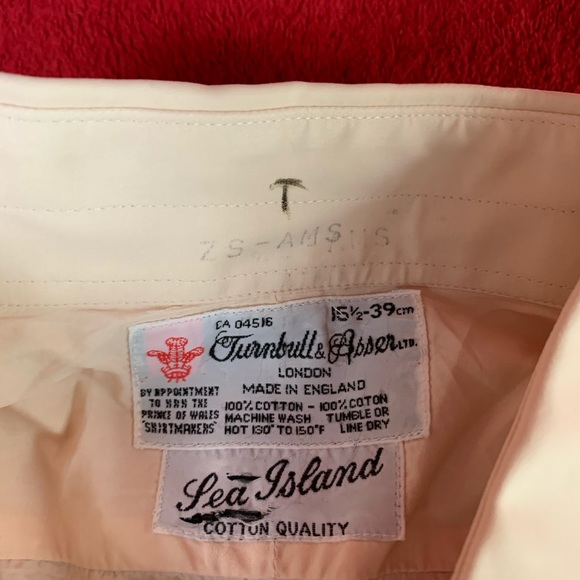 T
ZS-AMS
CA 04516
15½-39cm
Turnbull & Asser LTD.
LONDON
MADE IN ENGLAND
BY APPOINTMENT
TO HRH THE
PRINCE OF WALES
"SHIRTMAKERS"
100% COTTON - 100% COTON
MACHINE WASH TUMBLE OR
HOT 130° TO 150°F LINE DRY
Sea Island
COTTON QUALITY